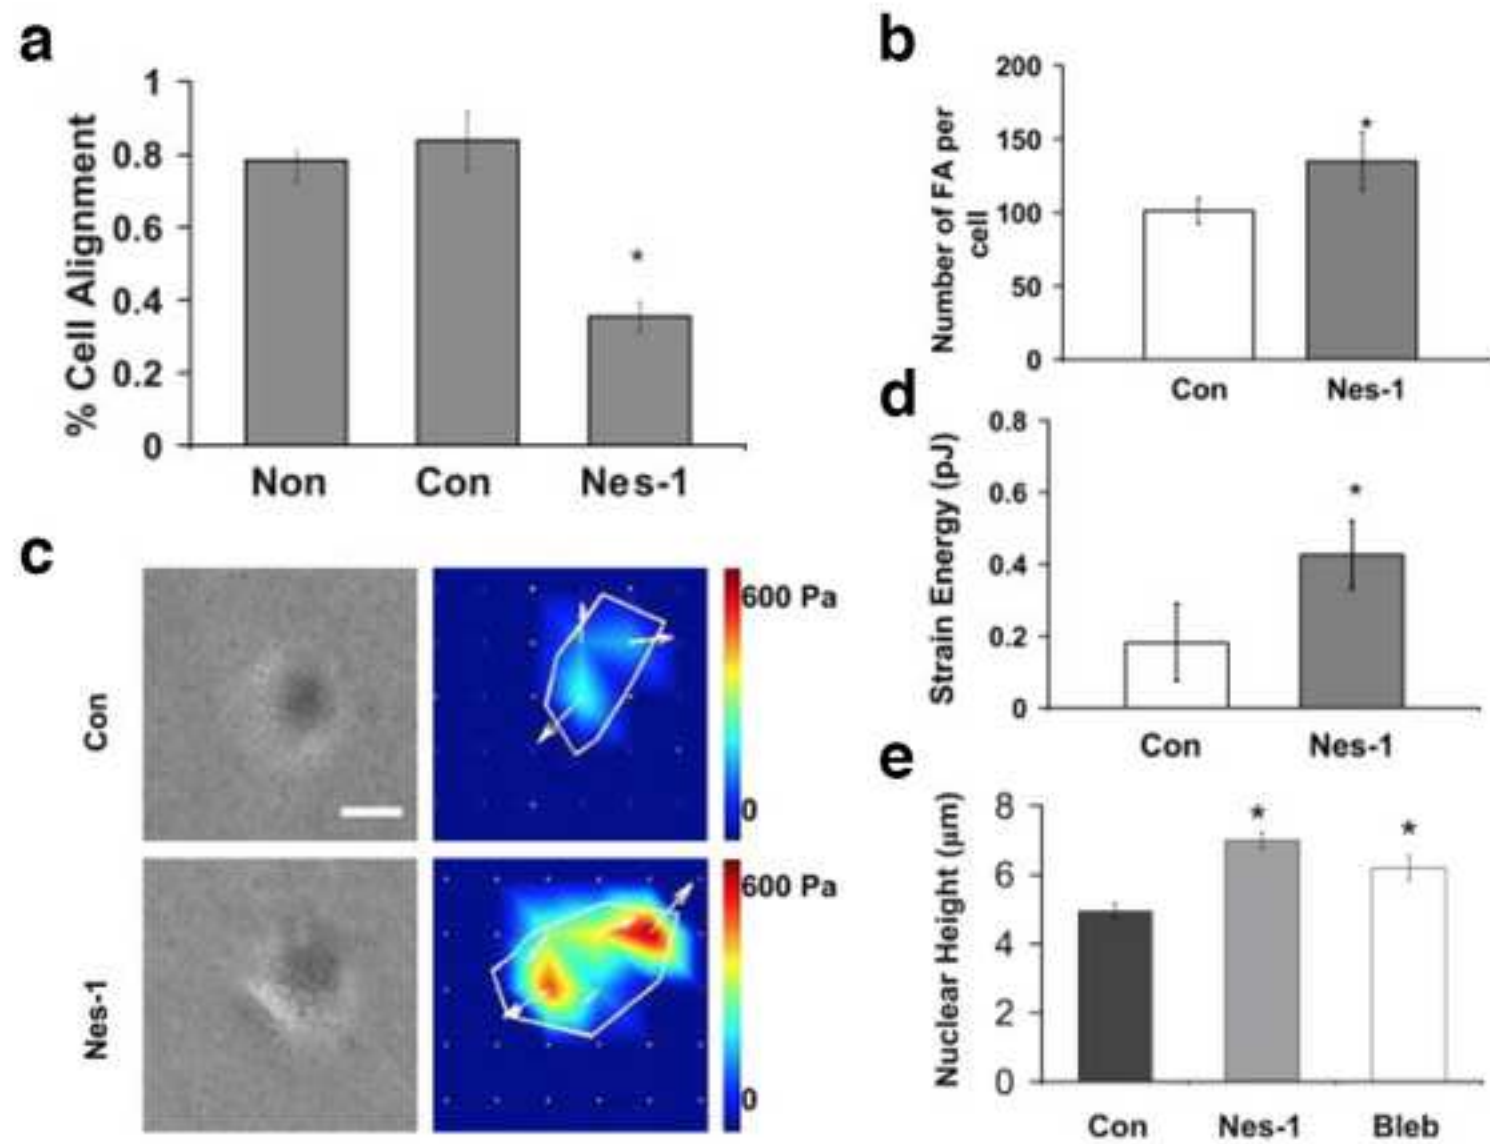 a
% Cell Alignment
1
0.8
0.6
0.4
0.2
0
*
Non Con Nes-1
b
Number of FA per
cell
200
150
100
50
0
*
Con Nes-1
c
Con
600 Pa
0
Nes-1
600 Pa
0
d
Strain Energy (pJ)
0.8
0.6
0.4
0.2
0
*
Con Nes-1
e
Nuclear Height (μm)
8
6
4
2
0
* *
Con Nes-1 Bleb